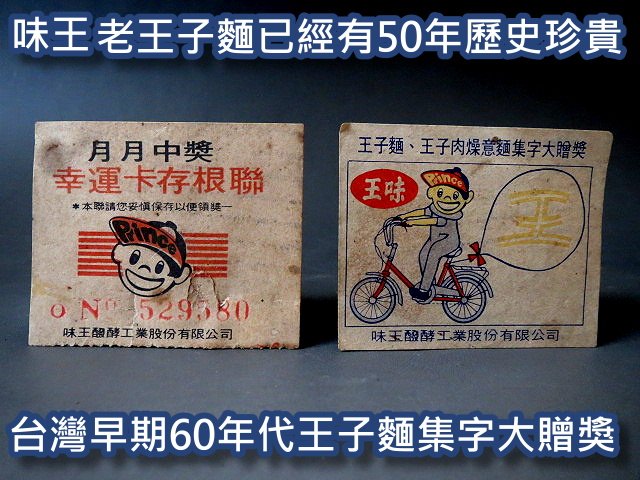 味王 老王子麵已經有50年歷史珍貴
月月中獎
幸運卡存根聯
＊本聯請您妥慎保存以便領獎一
Prince
o Nº 529380
味王醱酵工業股份有限公司
王子麵、王子肉燥意麵集字大贈獎
王味
Prince
王
味王醱酵工業股份有限公司
台灣早期60年代王子麵集字大贈獎